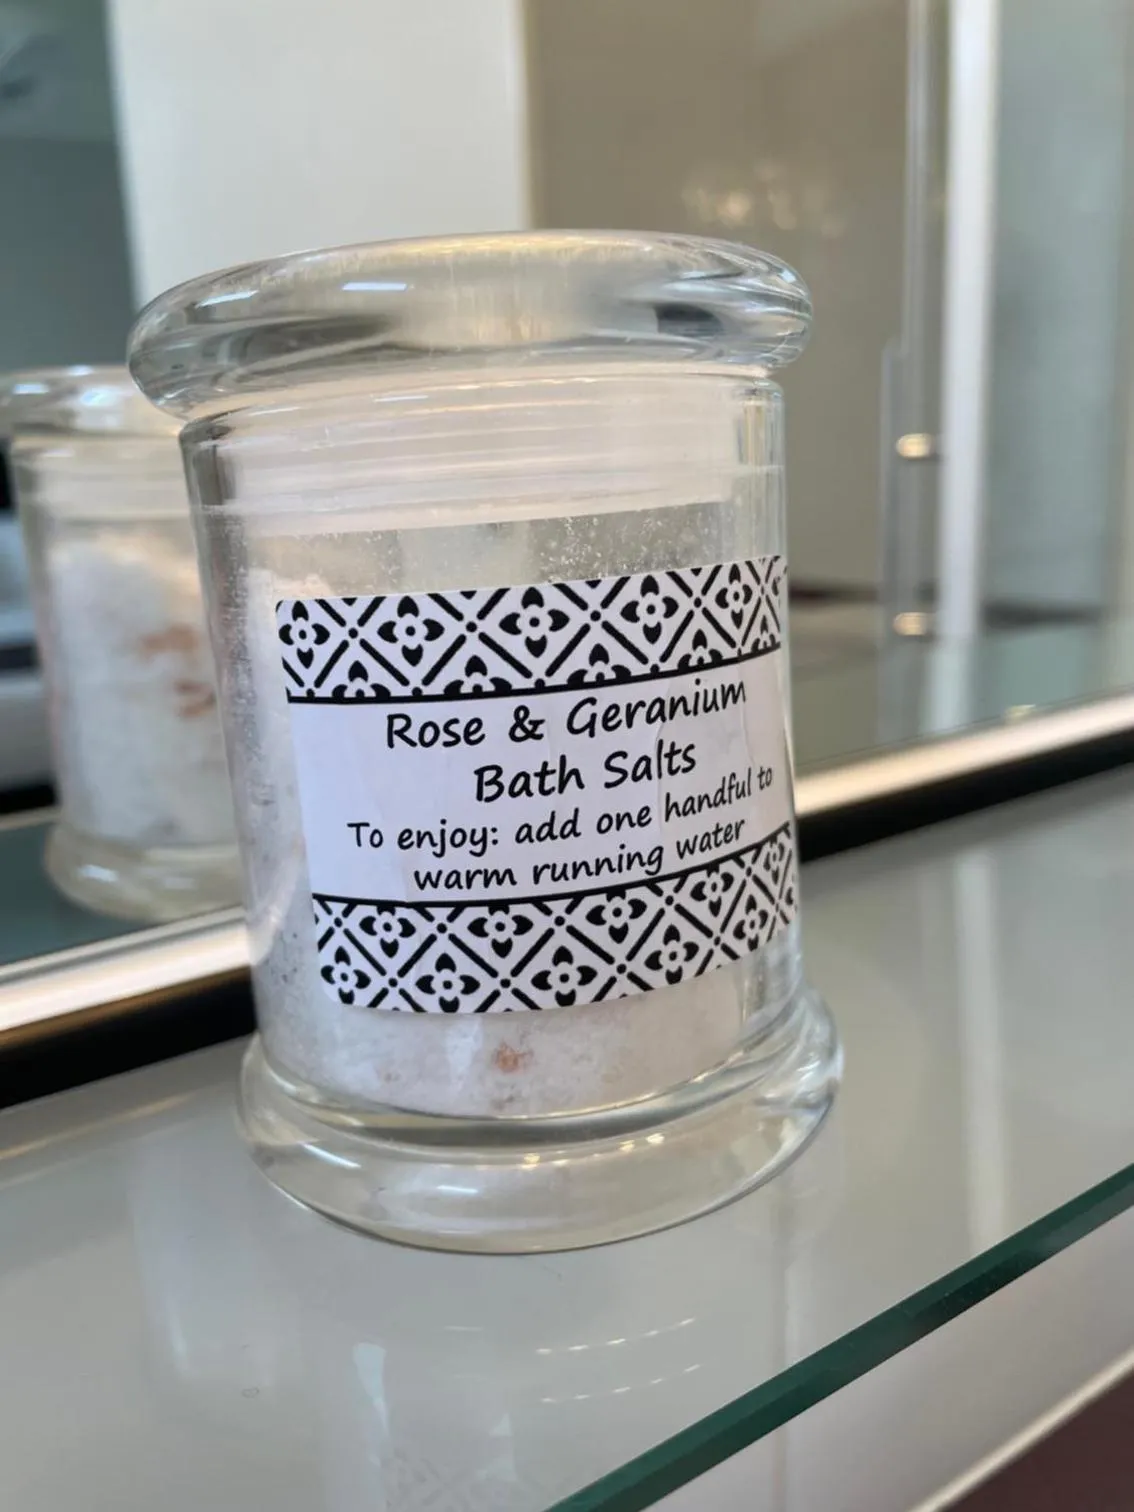 Rose & Geranium
Bath Salts
To enjoy: add one handful to
warm running water